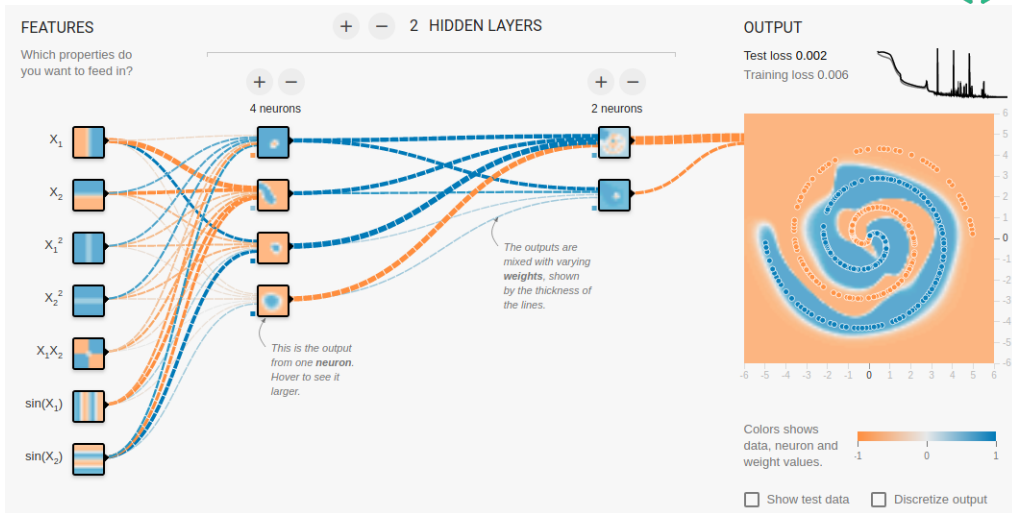 FEATURES
+ − 2 HIDDEN LAYERS
OUTPUT
Which properties do
you want to feed in?
Test loss 0.002
Training loss 0.006
+ −
+ −
4 neurons
2 neurons
X₁
X₂
X₁²
X₂²
X₁X₂
sin(X₁)
sin(X₂)
This is the output
from one neuron.
Hover to see it
larger.
The outputs are
mixed with varying
weights, shown
by the thickness of
the lines.
6
5
4
3
2
1
0
-1
-2
-3
-4
-5
-6
-6 -5 -4 -3 -2 -1 0 1 2 3 4 5 6
Colors shows
data, neuron and
weight values.
-1 0 1
Show test data
Discretize output